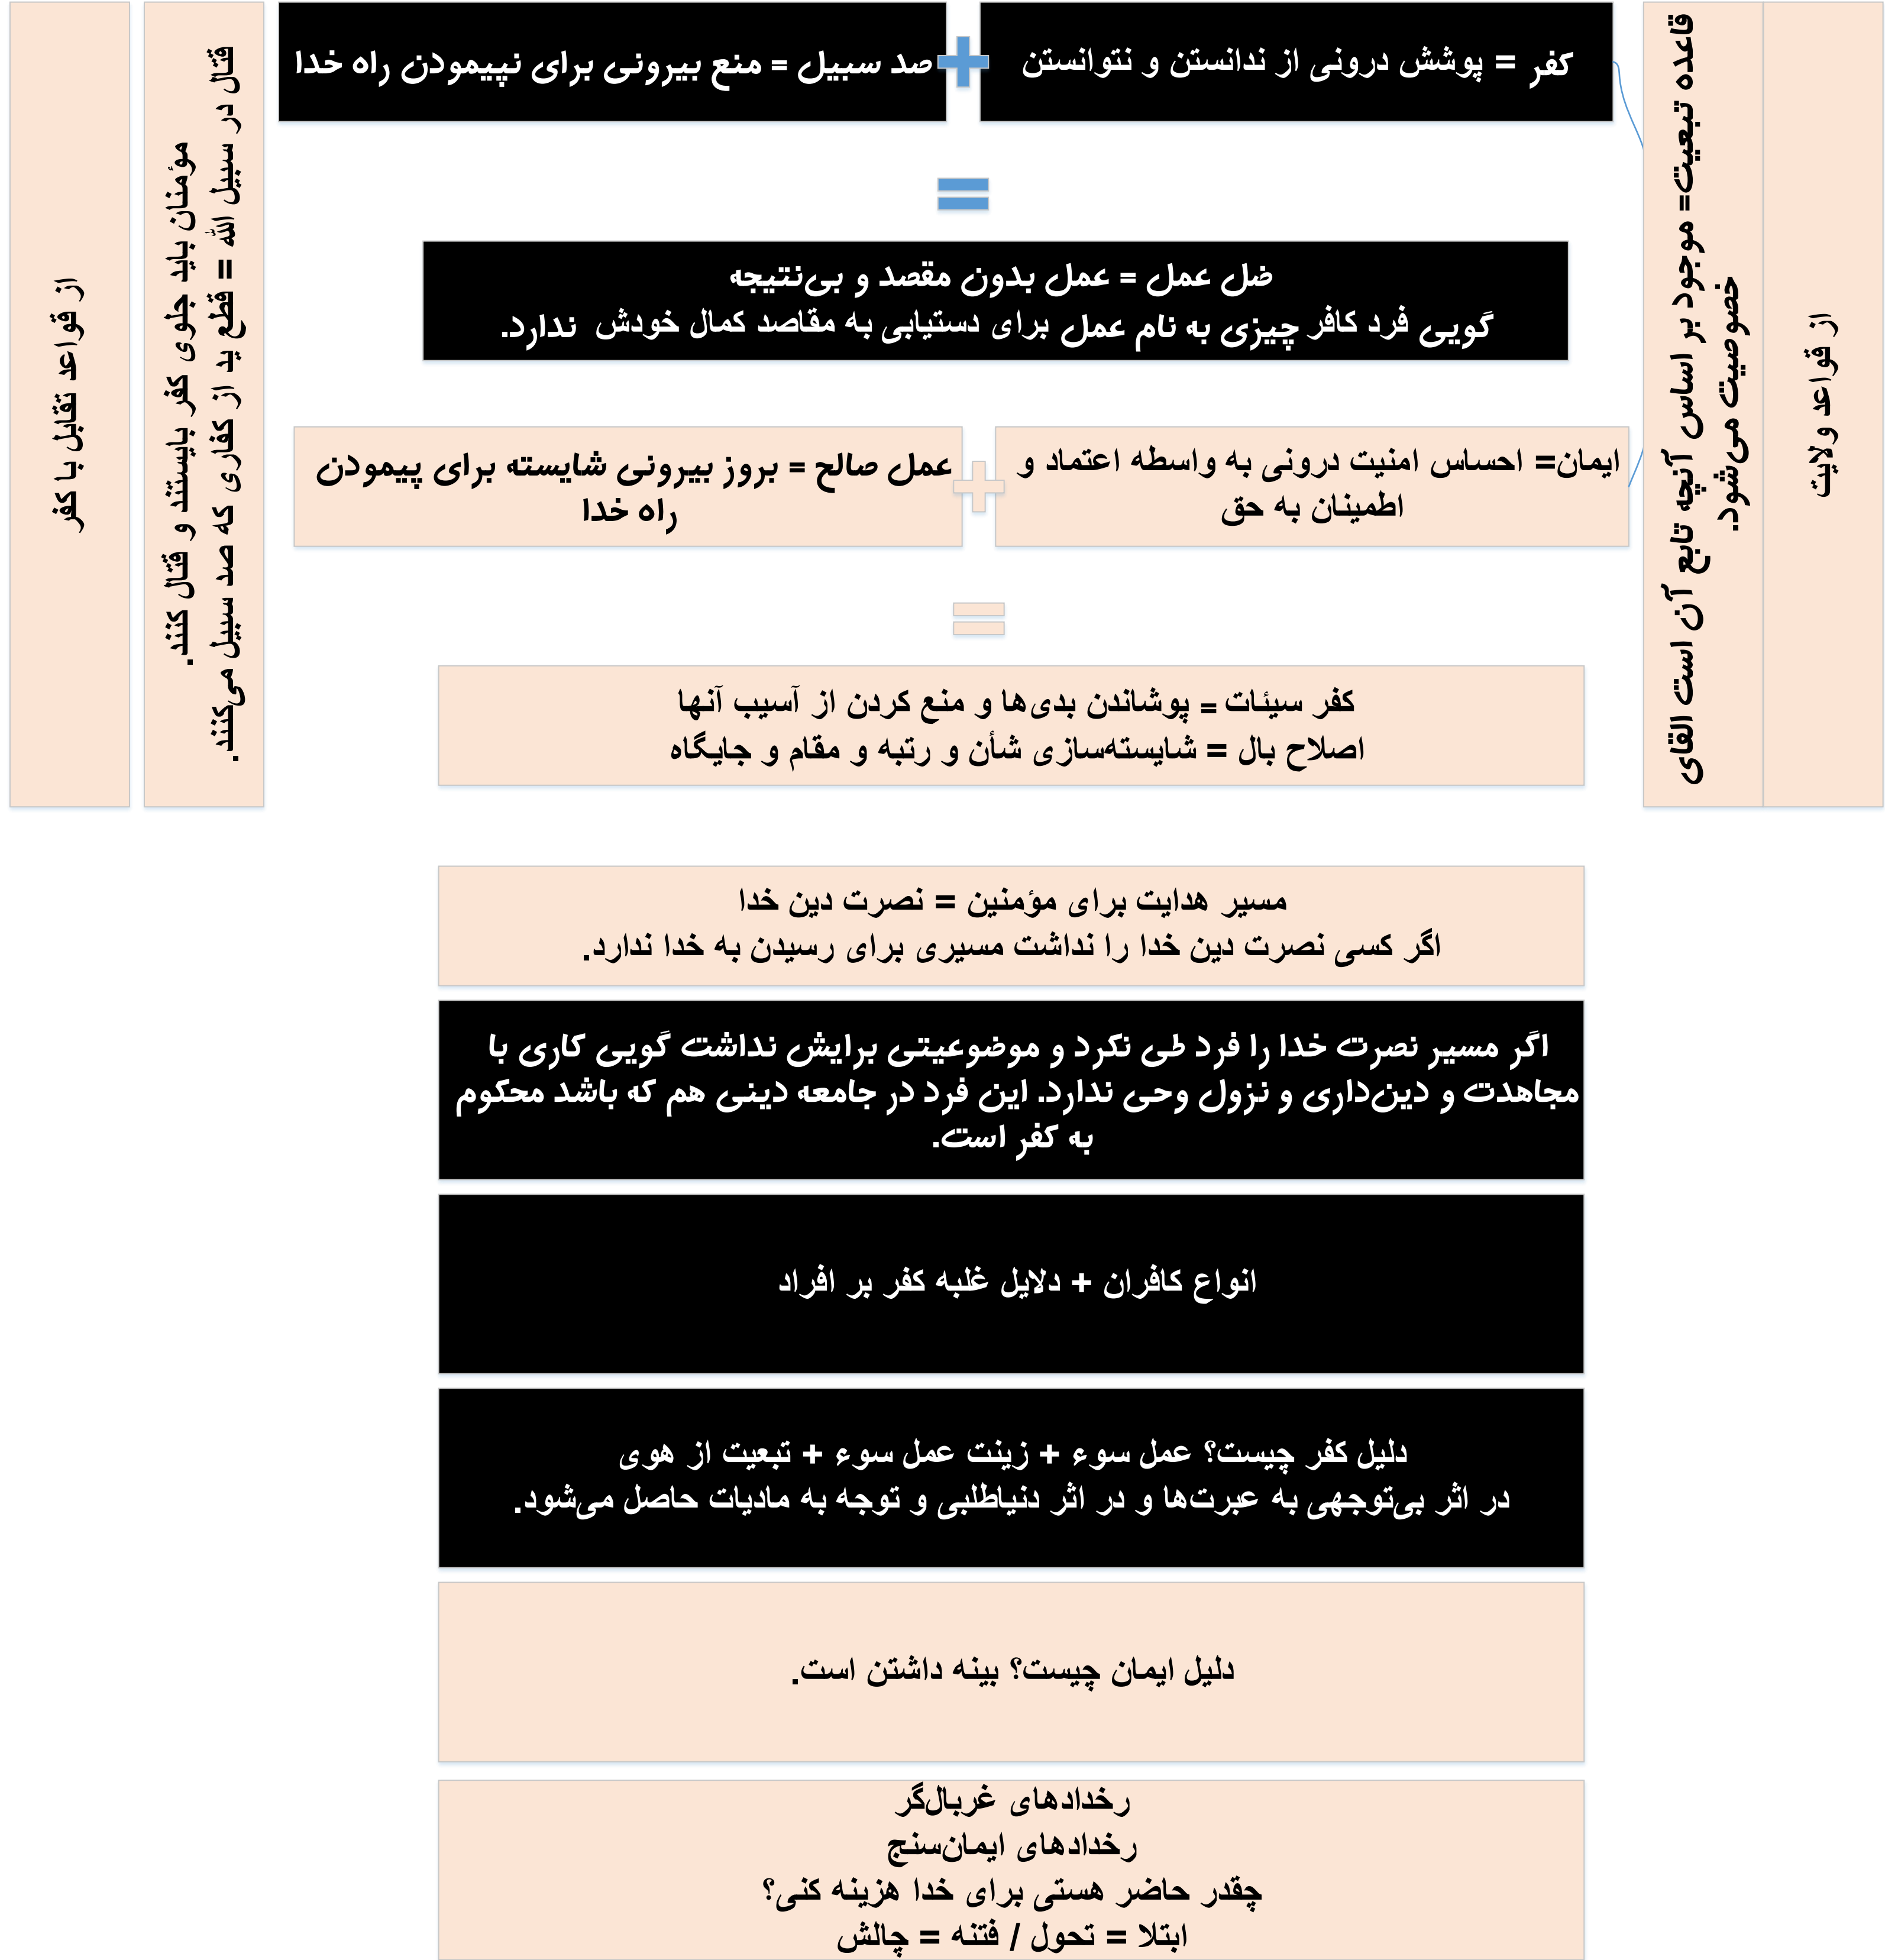 از قواعد ولایت
قاعده تبعیت= موجود بر اساس آنچه تابع آن است القای
خصوصیت می‌شود.
کفر = پوشش درونی از ندانستن و نتوانستن
صد سبیل = منع بیرونی برای نپیمودن راه خدا
ضل عمل = عمل بدون مقصد و بی‌نتیجه
گویی فرد کافر چیزی به نام عمل برای دستیابی به مقاصد کمال خودش ندارد.
ایمان= احساس امنیت درونی به واسطه اعتماد و
اطمینان به حق
عمل صالح = بروز بیرونی شایسته برای پیمودن
راه خدا
کفر سیئات = پوشاندن بدی‌ها و منع کردن از آسیب آنها
اصلاح بال = شایسته‌سازی شأن و رتبه و مقام و جایگاه
مؤمنان باید جلوی کفر بایستند و قتال کنند.
قتال در سبیل الله = قطع ید از کفاری که صد سبیل می‌کنند.
از قواعد تقابل با کفر
مسیر هدایت برای مؤمنین = نصرت دین خدا
اگر کسی نصرت دین خدا را نداشت مسیری برای رسیدن به خدا ندارد.
اگر مسیر نصرت خدا را فرد طی نکرد و موضوعیتی برایش نداشت گویی کاری با
مجاهدت و دین‌داری و نزول وحی ندارد. این فرد در جامعه دینی هم که باشد محکوم
به کفر است.
انواع کافران + دلایل غلبه کفر بر افراد
دلیل کفر چیست؟ عمل سوء + زینت عمل سوء + تبعیت از هوی
در اثر بی‌توجهی به عبرت‌ها و در اثر دنیاطلبی و توجه به مادیات حاصل می‌شود.
دلیل ایمان چیست؟ بینه داشتن است.
رخدادهای غربال‌گر
رخدادهای ایمان‌سنج
چقدر حاضر هستی برای خدا هزینه کنی؟
ابتلا = تحول / فتنه = چالش